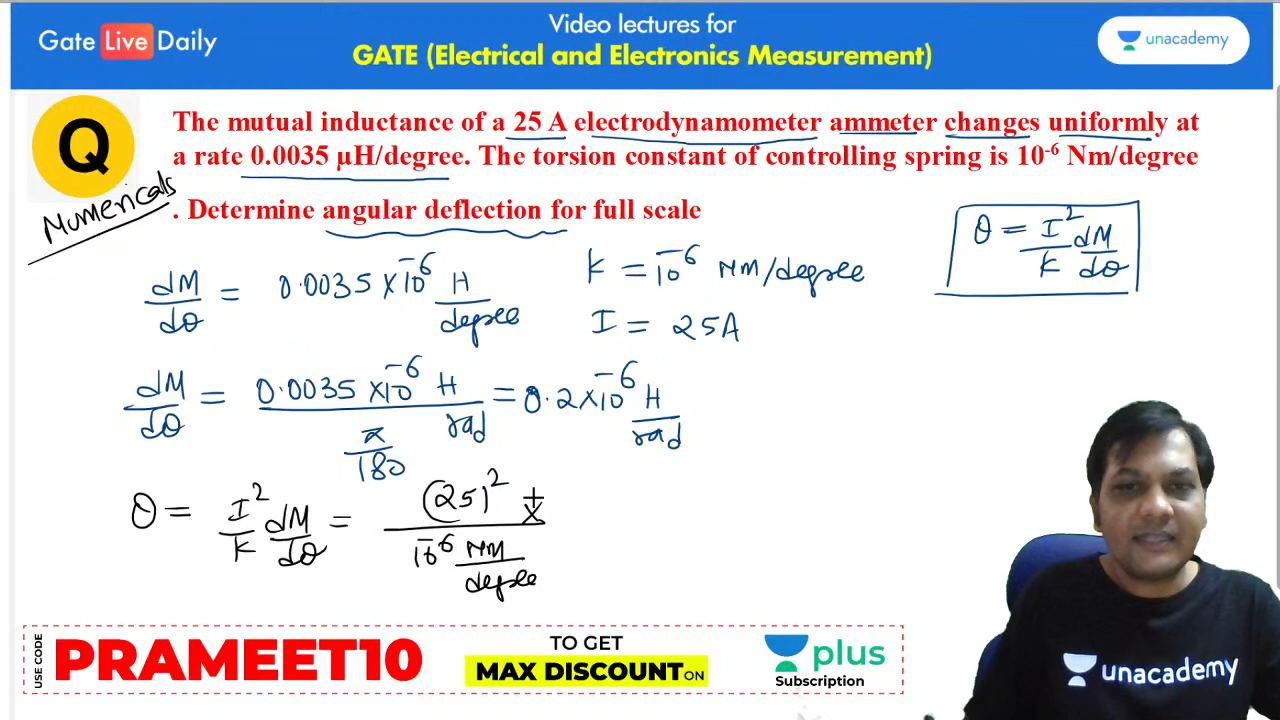 Gate Live Daily
Video lectures for
GATE (Electrical and Electronics Measurement)
unacademy
Q
The mutual inductance of a 25 A electrodynamometer ammeter changes uniformly at
a rate 0.0035 µH/degree. The torsion constant of controlling spring is 10⁻⁶ Nm/degree
. Determine angular deflection for full scale
Numericals
θ = I²/K dM/dθ
dM/dθ = 0.0035 × 10⁻⁶ H/degree
K = 10⁻⁶ NM/degree
I = 25A
dM/dθ = 0.0035 × 10⁻⁶ H / π/180 rad = 0.2 × 10⁻⁶ H/rad
θ = I²/K dM/dθ = (25)² × / 10⁻⁶ NM/degree
USE CODE
PRAMEET10
TO GET
MAX DISCOUNT ON
plus
Subscription
unacademy